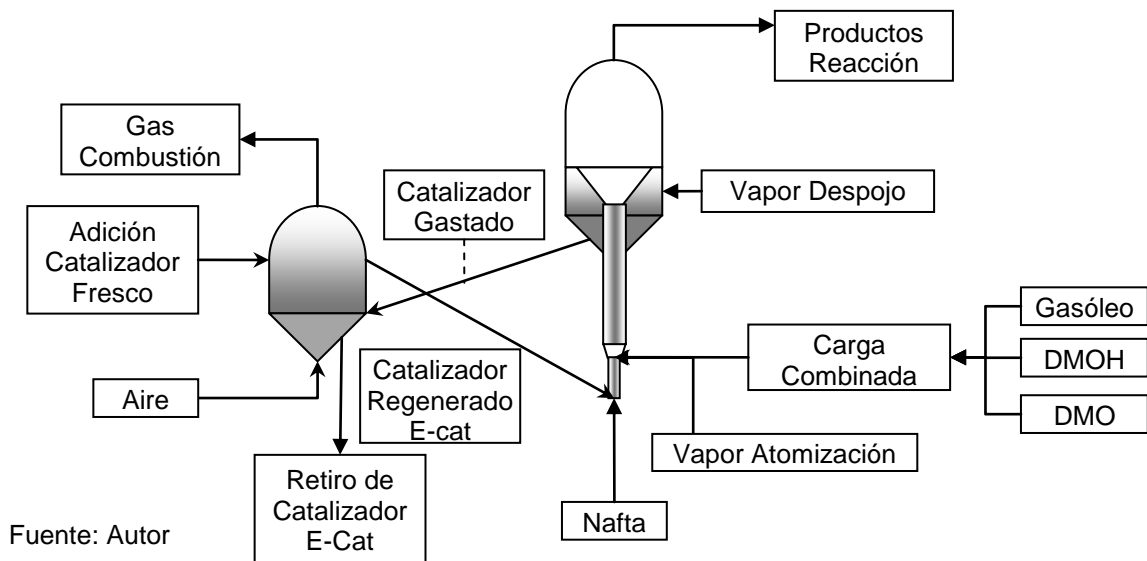 Productos
Reacción
Gas
Combustión
Catalizador
Gastado
Vapor Despojo
Adición
Catalizador
Fresco
Gasóleo
Carga
Combinada
DMOH
DMO
Aire
Catalizador
Regenerado
E-cat
Vapor Atomización
Retiro de
Catalizador
E-Cat
Nafta
Fuente: Autor